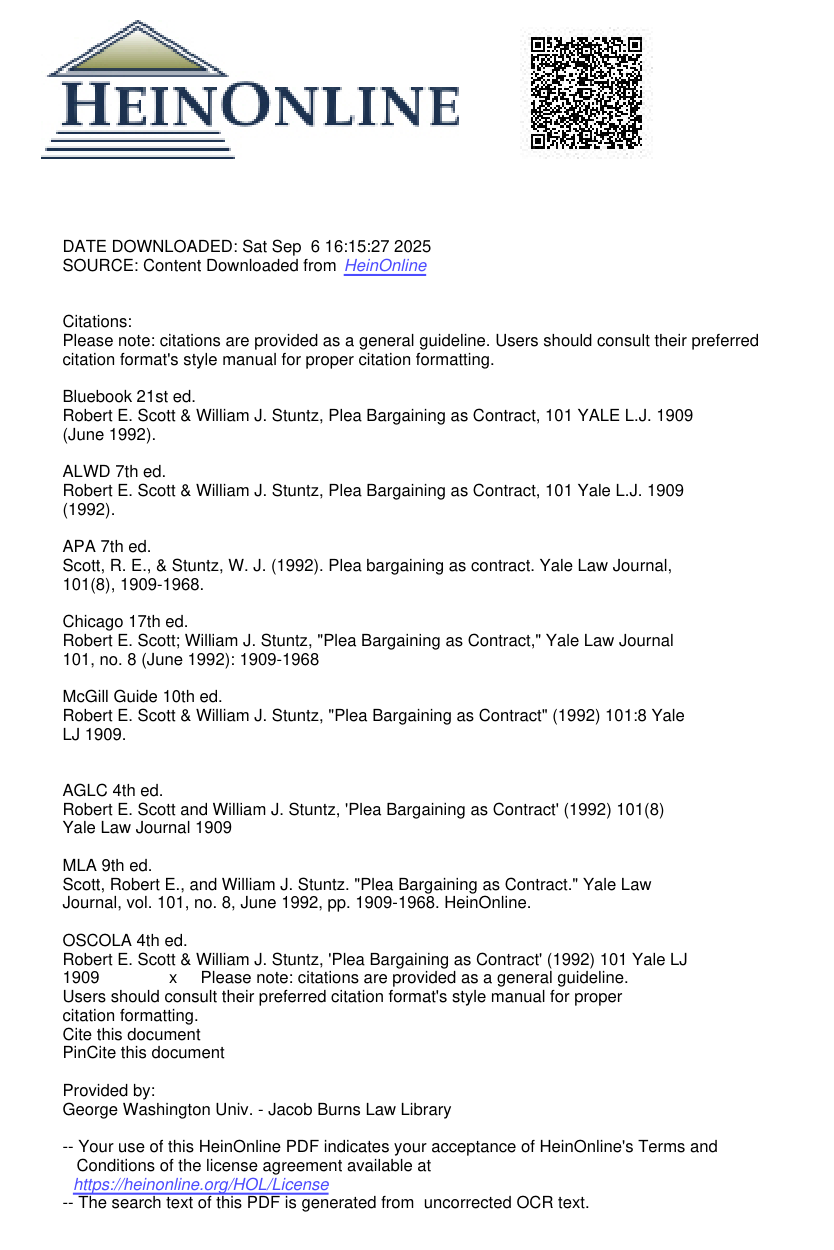 HEINONLINE
DATE DOWNLOADED: Sat Sep 6 16:15:27 2025
SOURCE: Content Downloaded from HeinOnline
Citations:
Please note: citations are provided as a general guideline. Users should consult their preferred
citation format's style manual for proper citation formatting.
Bluebook 21st ed.
Robert E. Scott & William J. Stuntz, Plea Bargaining as Contract, 101 YALE L.J. 1909
(June 1992).
ALWD 7th ed.
Robert E. Scott & William J. Stuntz, Plea Bargaining as Contract, 101 Yale L.J. 1909
(1992).
APA 7th ed.
Scott, R. E., & Stuntz, W. J. (1992). Plea bargaining as contract. Yale Law Journal,
101(8), 1909-1968.
Chicago 17th ed.
Robert E. Scott; William J. Stuntz, "Plea Bargaining as Contract," Yale Law Journal
101, no. 8 (June 1992): 1909-1968
McGill Guide 10th ed.
Robert E. Scott & William J. Stuntz, "Plea Bargaining as Contract" (1992) 101:8 Yale
LJ 1909.
AGLC 4th ed.
Robert E. Scott and William J. Stuntz, 'Plea Bargaining as Contract' (1992) 101(8)
Yale Law Journal 1909
MLA 9th ed.
Scott, Robert E., and William J. Stuntz. "Plea Bargaining as Contract." Yale Law
Journal, vol. 101, no. 8, June 1992, pp. 1909-1968. HeinOnline.
OSCOLA 4th ed.
Robert E. Scott & William J. Stuntz, 'Plea Bargaining as Contract' (1992) 101 Yale LJ
1909 x Please note: citations are provided as a general guideline.
Users should consult their preferred citation format's style manual for proper
citation formatting.
Cite this document
PinCite this document
Provided by:
George Washington Univ. - Jacob Burns Law Library
-- Your use of this HeinOnline PDF indicates your acceptance of HeinOnline's Terms and
Conditions of the license agreement available at
https://heinonline.org/HOL/License
-- The search text of this PDF is generated from uncorrected OCR text.